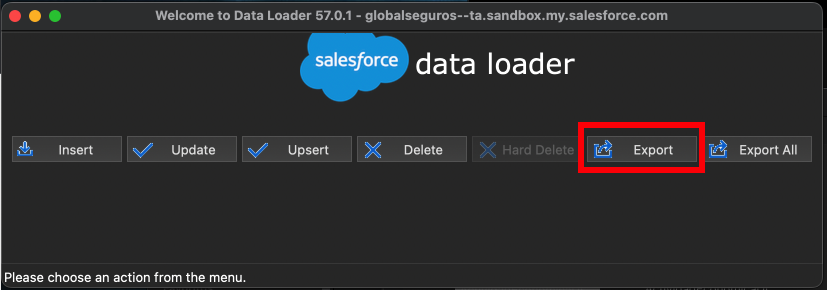 Welcome to Data Loader 57.0.1 - globalseguros--ta.sandbox.my.salesforce.com
salesforce data loader
Insert Update Upsert Delete Hard Delete Export Export All
Please choose an action from the menu.